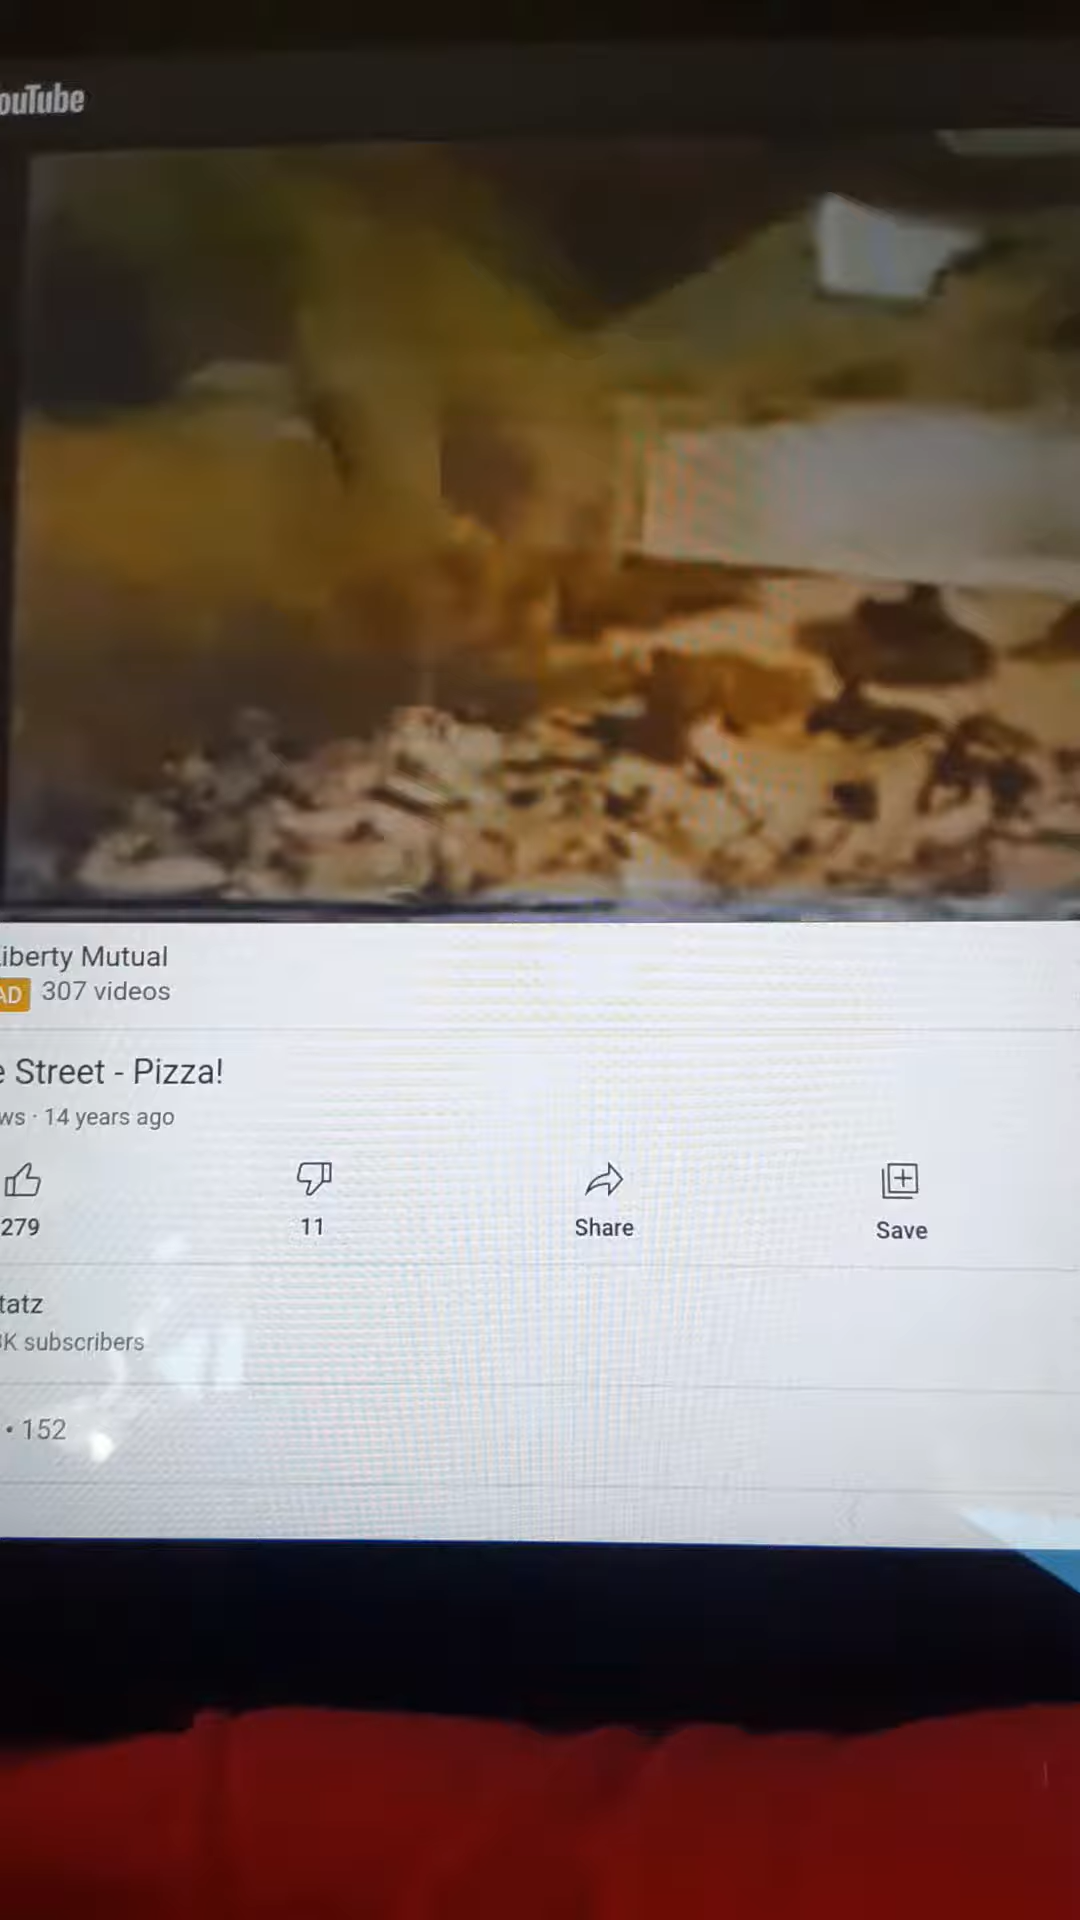 ouTube
iberty Mutual
AD 307 videos
e Street - Pizza!
ws · 14 years ago
279
11
Share
Save
tatz
K subscribers
• 152